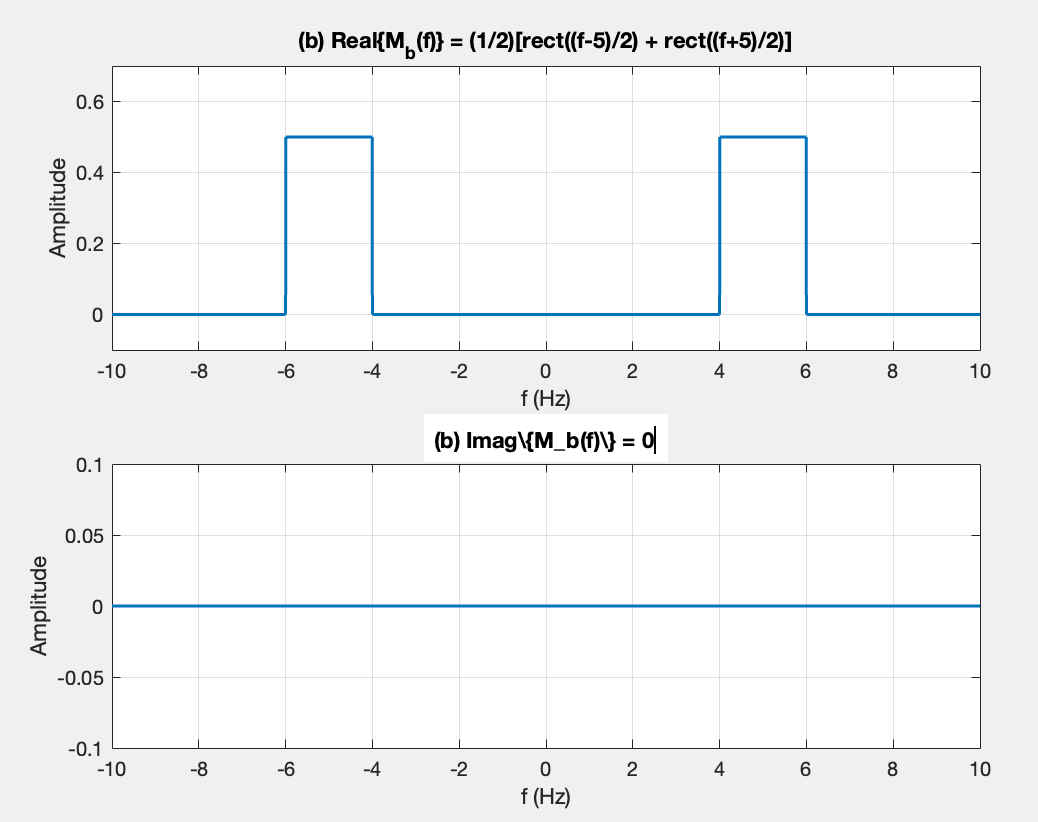 (b) Real{M_b(f)} = (1/2)[rect((f-5)/2) + rect((f+5)/2)]
Amplitude
0.6
0.4
0.2
0
-10 -8 -6 -4 -2 0 2 4 6 8 10
f (Hz)
(b) Imag\{M_b(f)\} = 0
Amplitude
0.1
0.05
0
-0.05
-0.1
-10 -8 -6 -4 -2 0 2 4 6 8 10
f (Hz)